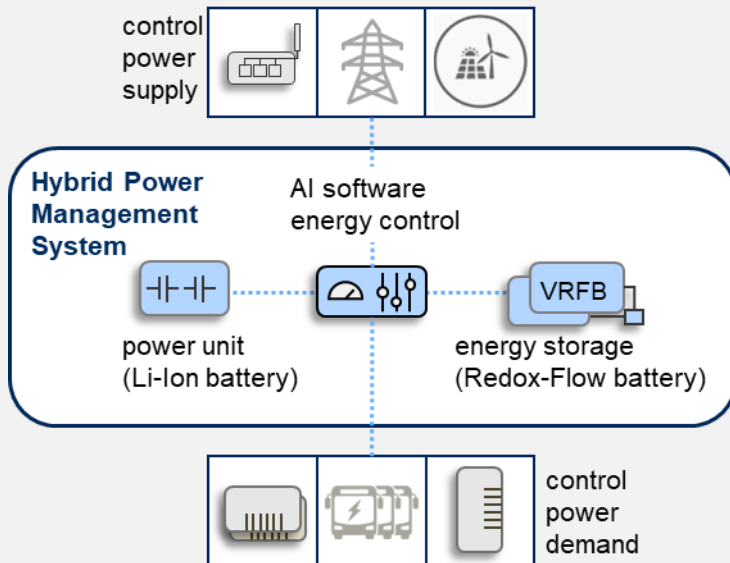 control
power
supply
Hybrid Power
Management
System
AI software
energy control
VRFB
power unit
(Li-Ion battery)
energy storage
(Redox-Flow battery)
control
power
demand